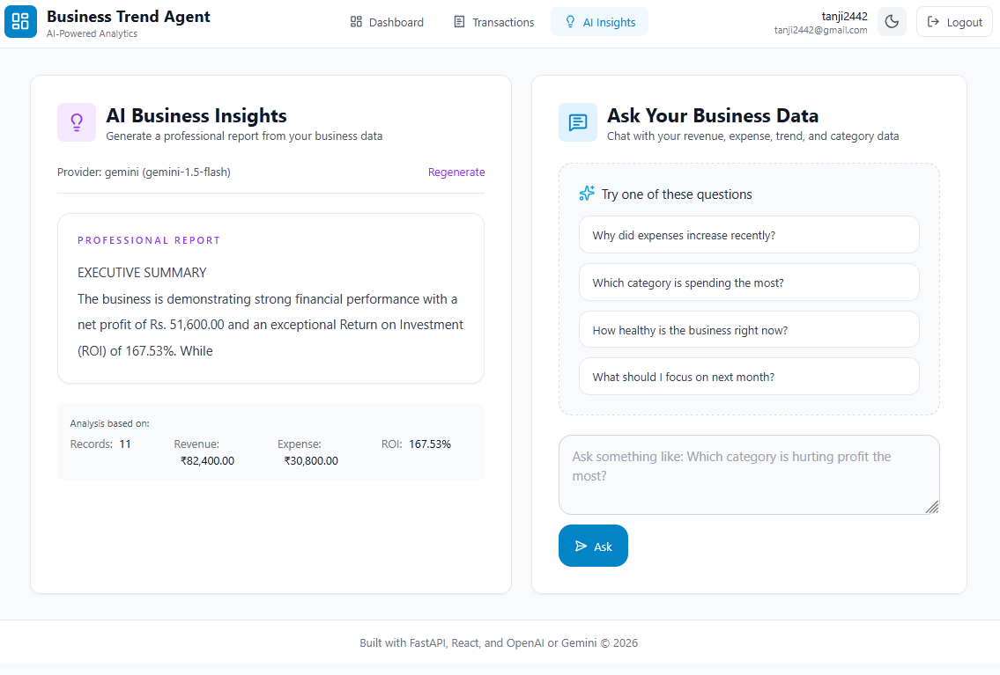 Business Trend Agent
AI-Powered Analytics
Dashboard
Transactions
AI Insights
tanji2442
tanji2442@gmail.com
Logout
AI Business Insights
Generate a professional report from your business data
Provider: gemini (gemini-1.5-flash)
Regenerate
PROFESSIONAL REPORT
EXECUTIVE SUMMARY
The business is demonstrating strong financial performance with a
net profit of Rs. 51,600.00 and an exceptional Return on Investment
(ROI) of 167.53%. While
Analysis based on:
Records: 11
Revenue:
₹82,400.00
Expense:
₹30,800.00
ROI: 167.53%
Ask Your Business Data
Chat with your revenue, expense, trend, and category data
Try one of these questions
Why did expenses increase recently?
Which category is spending the most?
How healthy is the business right now?
What should I focus on next month?
Ask something like: Which category is hurting profit the
most?
Ask
Built with FastAPI, React, and OpenAI or Gemini © 2026